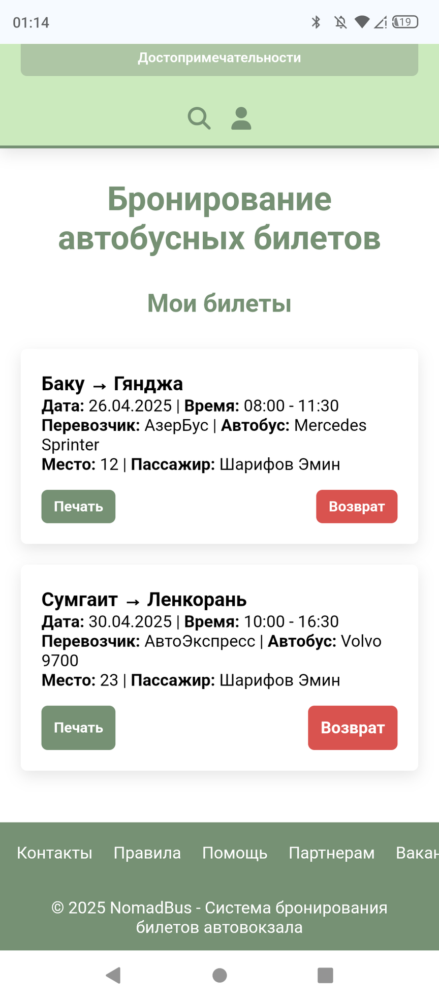 01:14
19
Достопримечательности
Бронирование
автобусных билетов
Мои билеты
Баку → Гянджа
Дата: 26.04.2025 | Время: 08:00 - 11:30
Перевозчик: АзерБус | Автобус: Mercedes
Sprinter
Место: 12 | Пассажир: Шарифов Эмин
Печать Возврат
Сумгаит → Ленкорань
Дата: 30.04.2025 | Время: 10:00 - 16:30
Перевозчик: АвтоЭкспресс | Автобус: Volvo
9700
Место: 23 | Пассажир: Шарифов Эмин
Печать Возврат
Контакты Правила Помощь Партнерам Вакан
© 2025 NomadBus - Система бронирования
билетов автовокзала